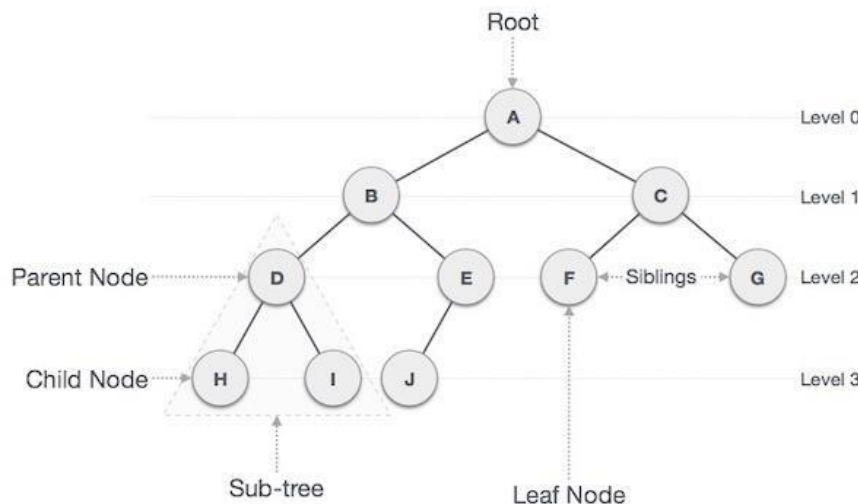 Root
A
Level 0
B
C
Level 1
Parent Node
D
E
F
Siblings
G
Level 2
Child Node
H
I
J
Level 3
Sub-tree
Leaf Node